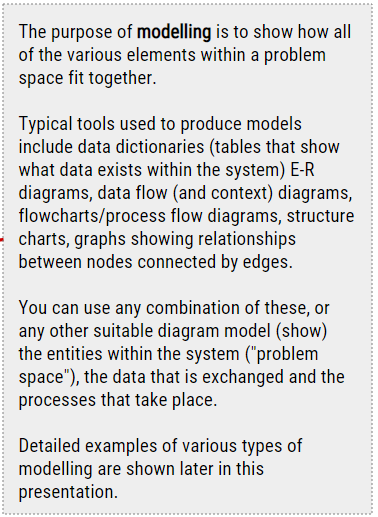 The purpose of modelling is to show how all
of the various elements within a problem
space fit together.
Typical tools used to produce models
include data dictionaries (tables that show
what data exists within the system) E-R
diagrams, data flow (and context) diagrams,
flowcharts/process flow diagrams, structure
charts, graphs showing relationships
between nodes connected by edges.
You can use any combination of these, or
any other suitable diagram model (show)
the entities within the system ("problem
space"), the data that is exchanged and the
processes that take place.
Detailed examples of various types of
modelling are shown later in this
presentation.